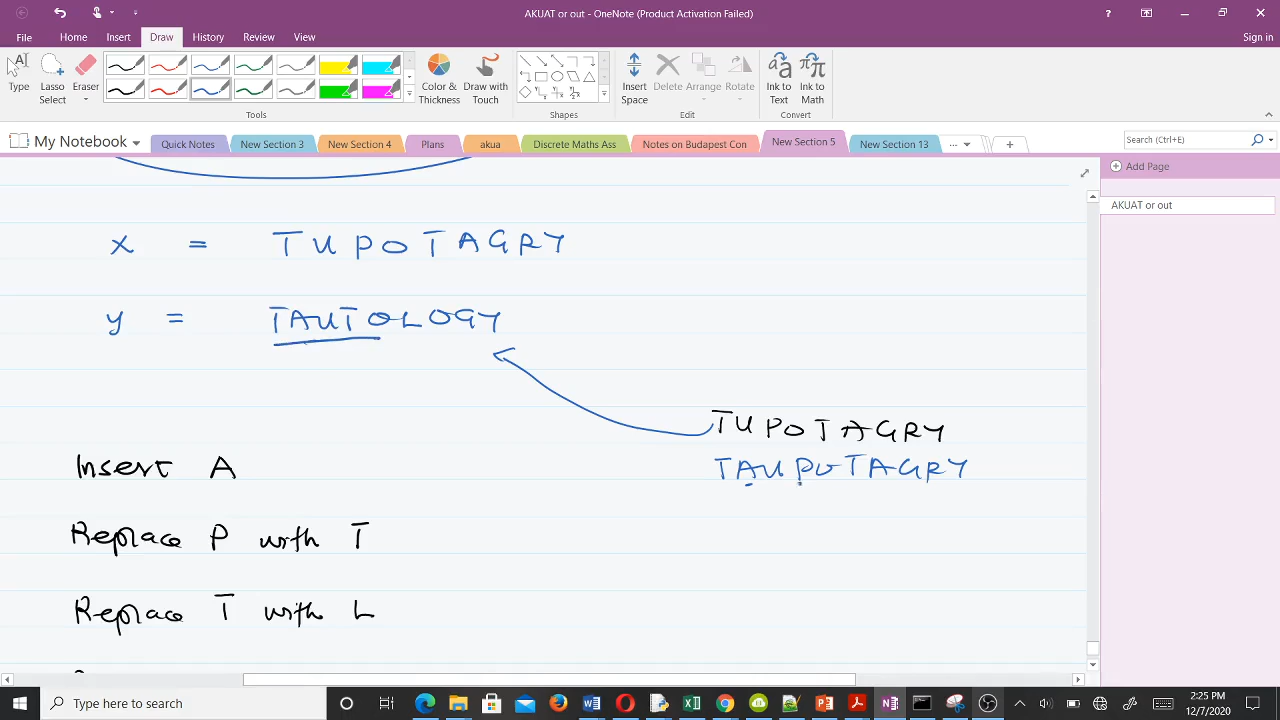 AKUAT or out - OneNote (Product Activation Failed)
File Home Insert Draw History Review View Sign in
Type Lasso Select Eraser Color & Thickness Draw with Touch Insert Space Delete Arrange Rotate Ink to Text Ink to Math
Tools Shapes Edit Convert
My Notebook Quick Notes New Section 3 New Section 4 Plans akua Discrete Maths Ass Notes on Budapest Con New Section 5 New Section 13 ... Search (Ctrl+E)
Add Page
AKUAT or out
x = TUPOTAGRY
y = TAUTOLOGY
TUPOTAGRY
TAUPOTAGRY
Insert A
Replace P with T
Replace T with L
Type here to search
2:25 PM
12/7/2020